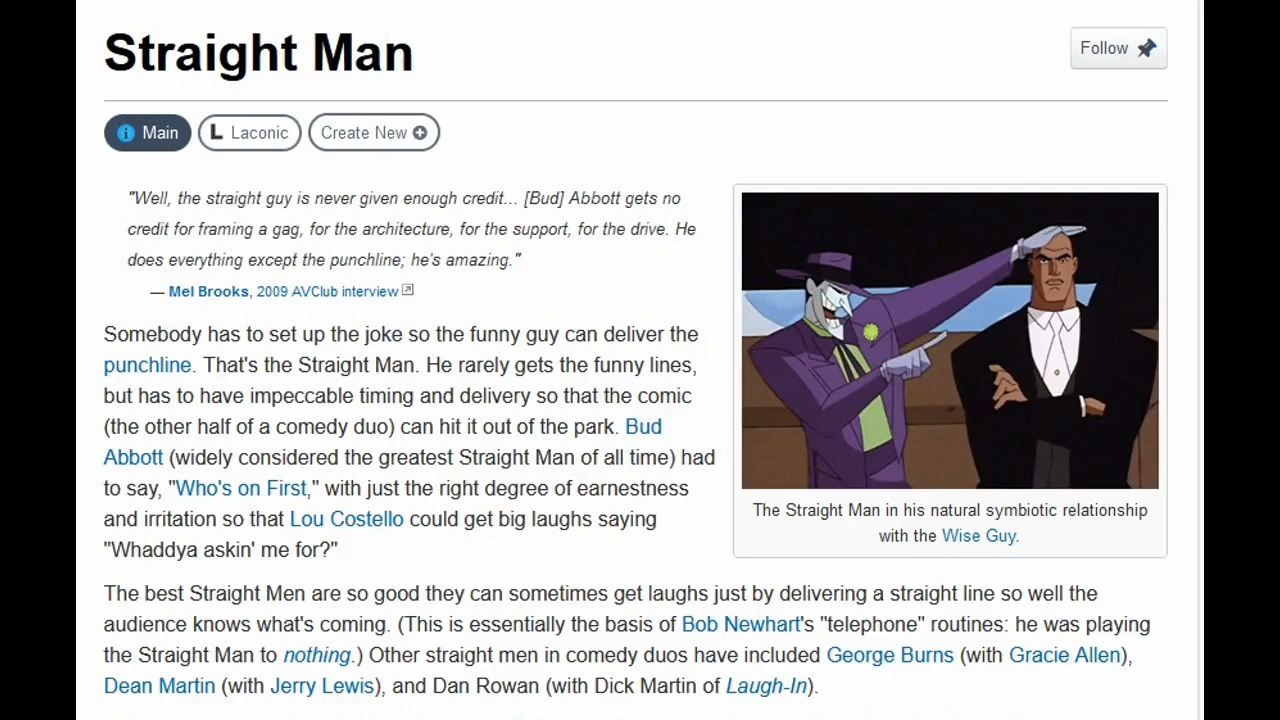 Straight Man
Follow
Main
Laconic
Create New
"Well, the straight guy is never given enough credit... [Bud] Abbott gets no
credit for framing a gag, for the architecture, for the support, for the drive. He
does everything except the punchline; he's amazing."
— Mel Brooks, 2009 AVClub interview
Somebody has to set up the joke so the funny guy can deliver the
punchline. That's the Straight Man. He rarely gets the funny lines,
but has to have impeccable timing and delivery so that the comic
(the other half of a comedy duo) can hit it out of the park. Bud
Abbott (widely considered the greatest Straight Man of all time) had
to say, "Who's on First," with just the right degree of earnestness
and irritation so that Lou Costello could get big laughs saying
"Whaddya askin' me for?"
The Straight Man in his natural symbiotic relationship
with the Wise Guy.
The best Straight Men are so good they can sometimes get laughs just by delivering a straight line so well the
audience knows what's coming. (This is essentially the basis of Bob Newhart's "telephone" routines: he was playing
the Straight Man to nothing.) Other straight men in comedy duos have included George Burns (with Gracie Allen),
Dean Martin (with Jerry Lewis), and Dan Rowan (with Dick Martin of Laugh-In).